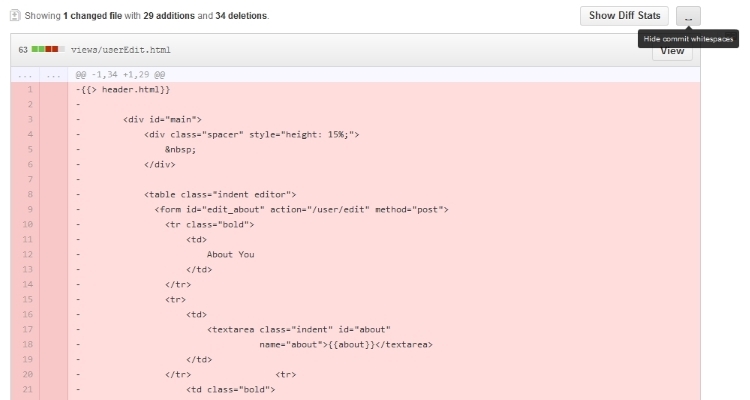 Showing 1 changed file with 29 additions and 34 deletions.
Show Diff Stats
Hide commit whitespaces
63 views/userEdit.html
View
... ... @@ -1,34 +1,29 @@
1 -{{> header.html}}
2 -
3 - <div id="main">
4 - <div class="spacer" style="height: 15%;">
5 - &nbsp;
6 - </div>
7 -
8 - <table class="indent editor">
9 - <form id="edit_about" action="/user/edit" method="post">
10 - <tr class="bold">
11 - <td>
12 - About You
13 - </td>
14 - </tr>
15 - <tr>
16 - <td>
17 - <textarea class="indent" id="about"
18 - name="about">{{about}}</textarea>
19 - </td>
20 - </tr> <tr>
21 - <td class="bold">